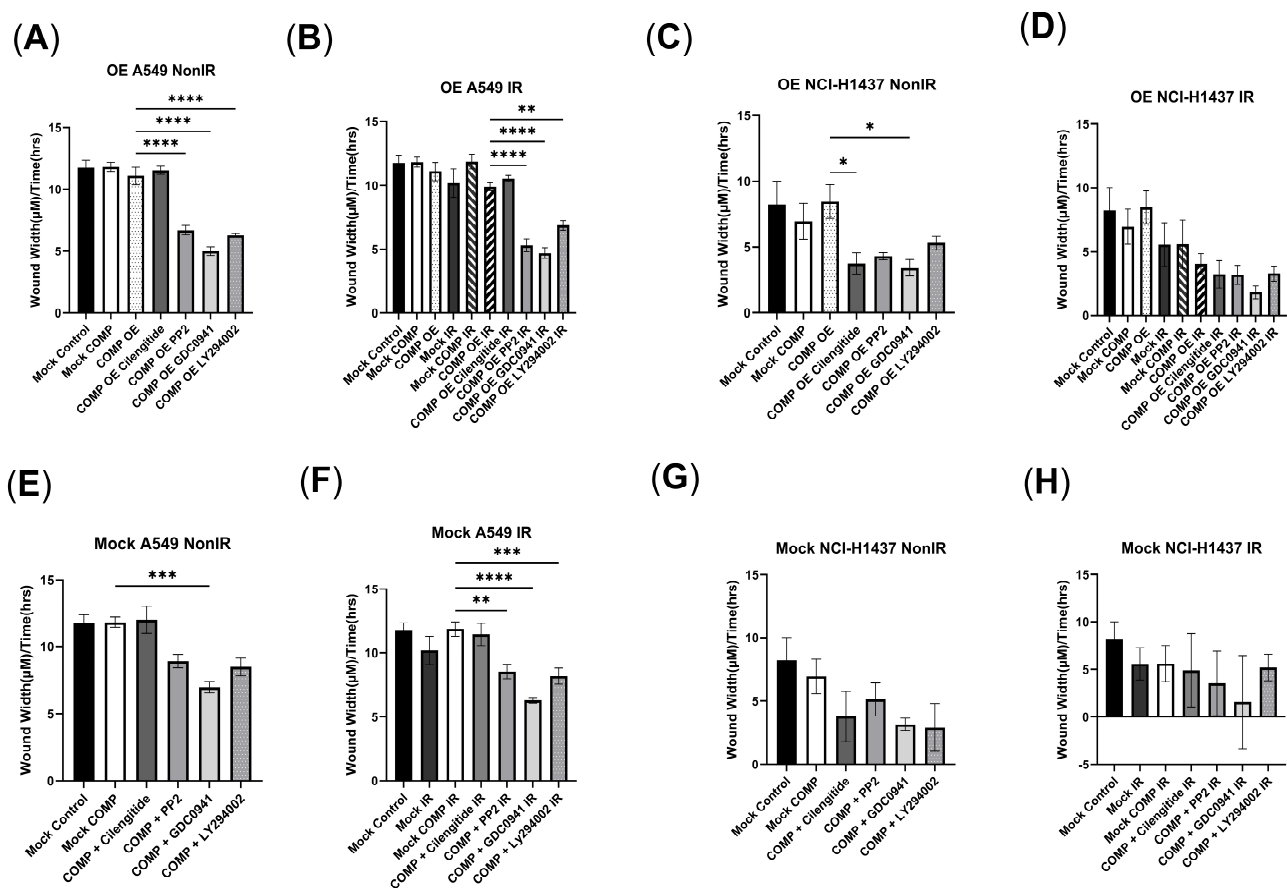 (A)
OE A549 NonIR
****
****
****
Wound Width(µM)/Time(hrs)
15
10
5
0
Mock Control
Mock COMP
COMP OE
COMP OE Cilengitide
COMP OE PP2
COMP OE GDC0941
COMP OE LY294002
(B)
OE A549 IR
**
****
****
Wound Width(µM)/Time(hrs)
15
10
5
0
Mock Control
Mock COMP
COMP OE
Mock IR
Mock COMP IR
COMP OE IR
COMP OE Cilengitide IR
COMP OE PP2 IR
COMP OE GDC0941 IR
COMP OE LY294002 IR
(C)
OE NCI-H1437 NonIR
*
*
Wound Width(µM)/Time(hrs)
15
10
5
0
Mock Control
Mock COMP
COMP OE
COMP OE Cilengitide
COMP OE PP2
COMP OE GDC0941
COMP OE LY294002
(D)
OE NCI-H1437 IR
Wound Width(µM)/Time(hrs)
15
10
5
0
Mock Control
Mock COMP
COMP OE
Mock IR
Mock COMP IR
COMP OE IR
COMP OE Cilengitide IR
COMP OE PP2 IR
COMP OE GDC0941 IR
COMP OE LY294002 IR
(E)
Mock A549 NonIR
***
Wound Width(µM)/Time(hrs)
15
10
5
0
Mock Control
Mock COMP
COMP + Cilengitide
COMP + PP2
COMP + GDC0941
COMP + LY294002
(F)
Mock A549 IR
***
****
**
Wound Width(µM)/Time(hrs)
15
10
5
0
Mock Control
Mock IR
Mock COMP IR
COMP + Cilengitide IR
COMP + PP2 IR
COMP + GDC0941 IR
COMP + Ly294002 IR
(G)
Mock NCI-H1437 NonIR
Wound Width(µM)/Time(hrs)
15
10
5
0
Mock Control
Mock COMP
COMP + Cilengitide
COMP + PP2
COMP + GDC0941
COMP + LY294002
(H)
Mock NCI-H1437 IR
Wound Width(µM)/Time(hrs)
15
10
5
0
-5
Mock Control
Mock IR
Mock COMP IR
COMP + Cilengitide IR
COMP + PP2 IR
COMP + GDC0941 IR
COMP + Ly294002 IR